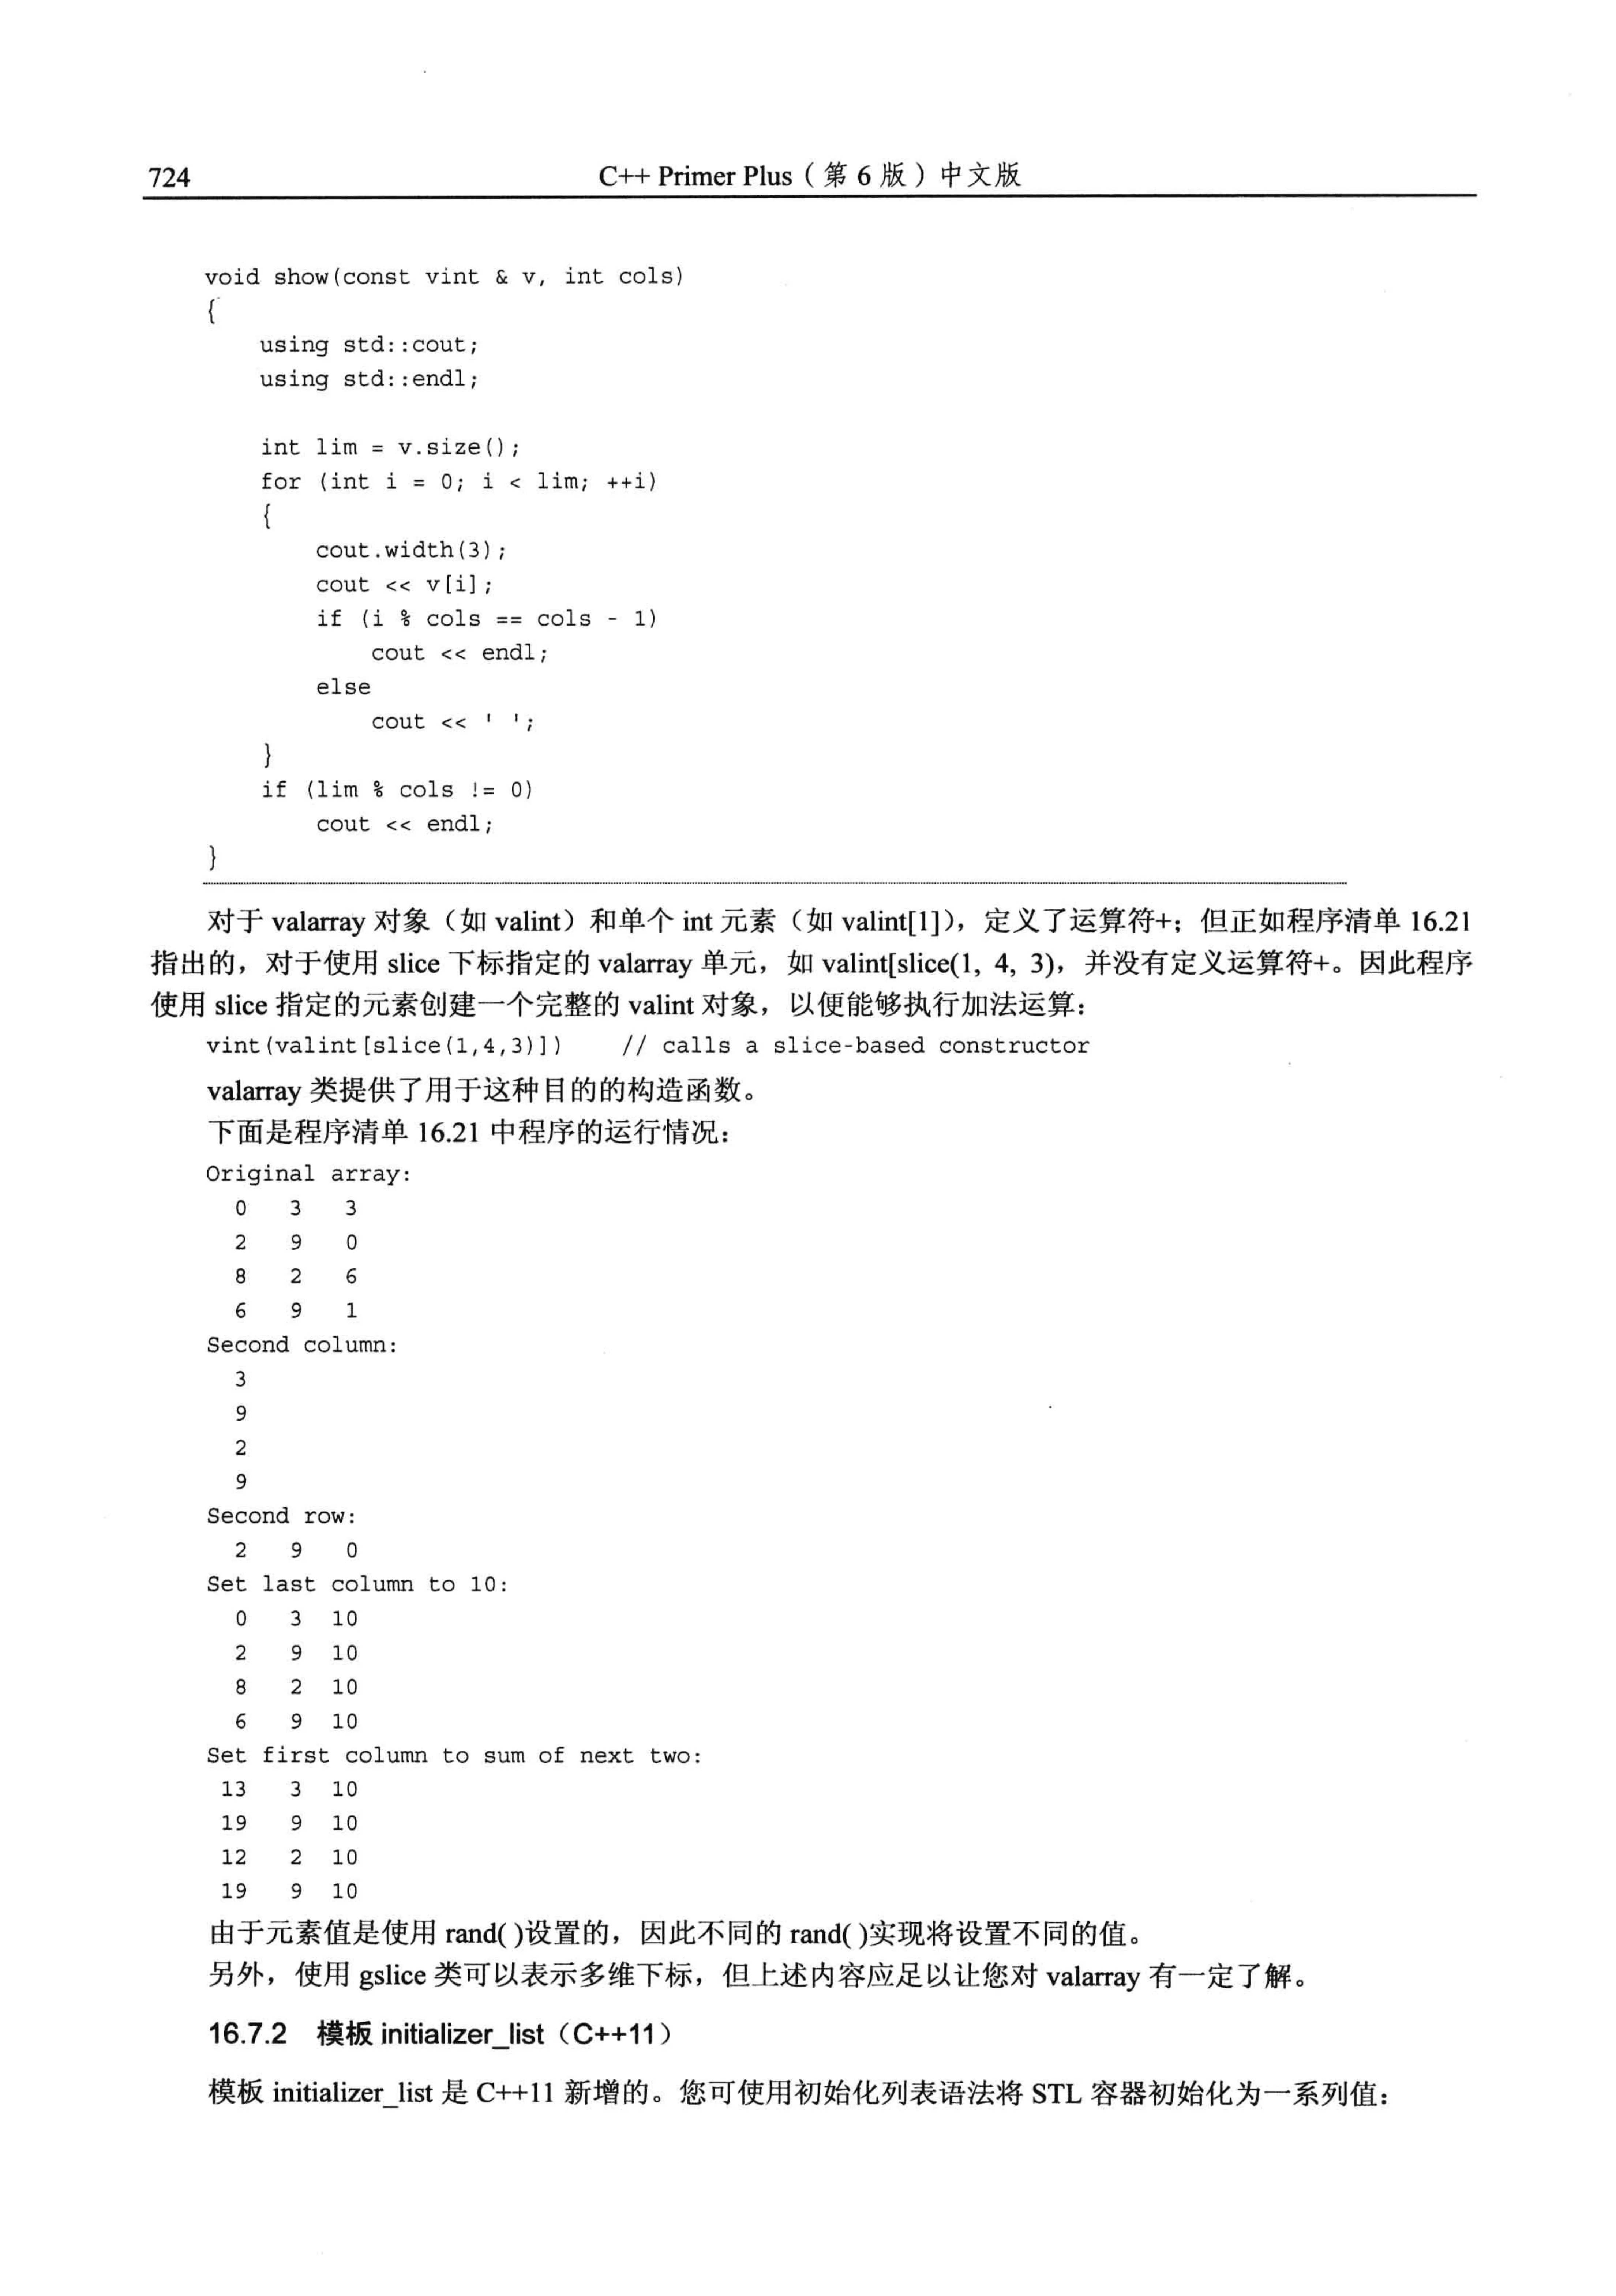 724
C++ Primer Plus（第 6 版）中文版
void show(const vint & v, int cols)
{
    using std::cout;
    using std::endl;

    int lim = v.size();
    for (int i = 0; i < lim; ++i)
    {
        cout.width(3);
        cout << v[i];
        if (i % cols == cols - 1)
            cout << endl;
        else
            cout << ' ';
    }
    if (lim % cols != 0)
        cout << endl;
}
对于 valarray 对象（如 valint）和单个 int 元素（如 valint[1]），定义了运算符+；但正如程序清单 16.21
指出的，对于使用 slice 下标指定的 valarray 单元，如 valint[slice(1, 4, 3)，并没有定义运算符+。因此程序
使用 slice 指定的元素创建一个完整的 valint 对象，以便能够执行加法运算：
vint(valint[slice(1,4,3)])    // calls a slice-based constructor
valarray 类提供了用于这种目的的构造函数。
下面是程序清单 16.21 中程序的运行情况：
Original array:
  0   3   3
  2   9   0
  8   2   6
  6   9   1
Second column:
  3
  9
  2
  9
Second row:
  2   9   0
Set last column to 10:
  0   3  10
  2   9  10
  8   2  10
  6   9  10
Set first column to sum of next two:
 13   3  10
 19   9  10
 12   2  10
 19   9  10
由于元素值是使用 rand( )设置的，因此不同的 rand( )实现将设置不同的值。
另外，使用 gslice 类可以表示多维下标，但上述内容应足以让您对 valarray 有一定了解。
16.7.2 模板 initializer_list（C++11）
模板 initializer_list 是 C++11 新增的。您可使用初始化列表语法将 STL 容器初始化为一系列值：